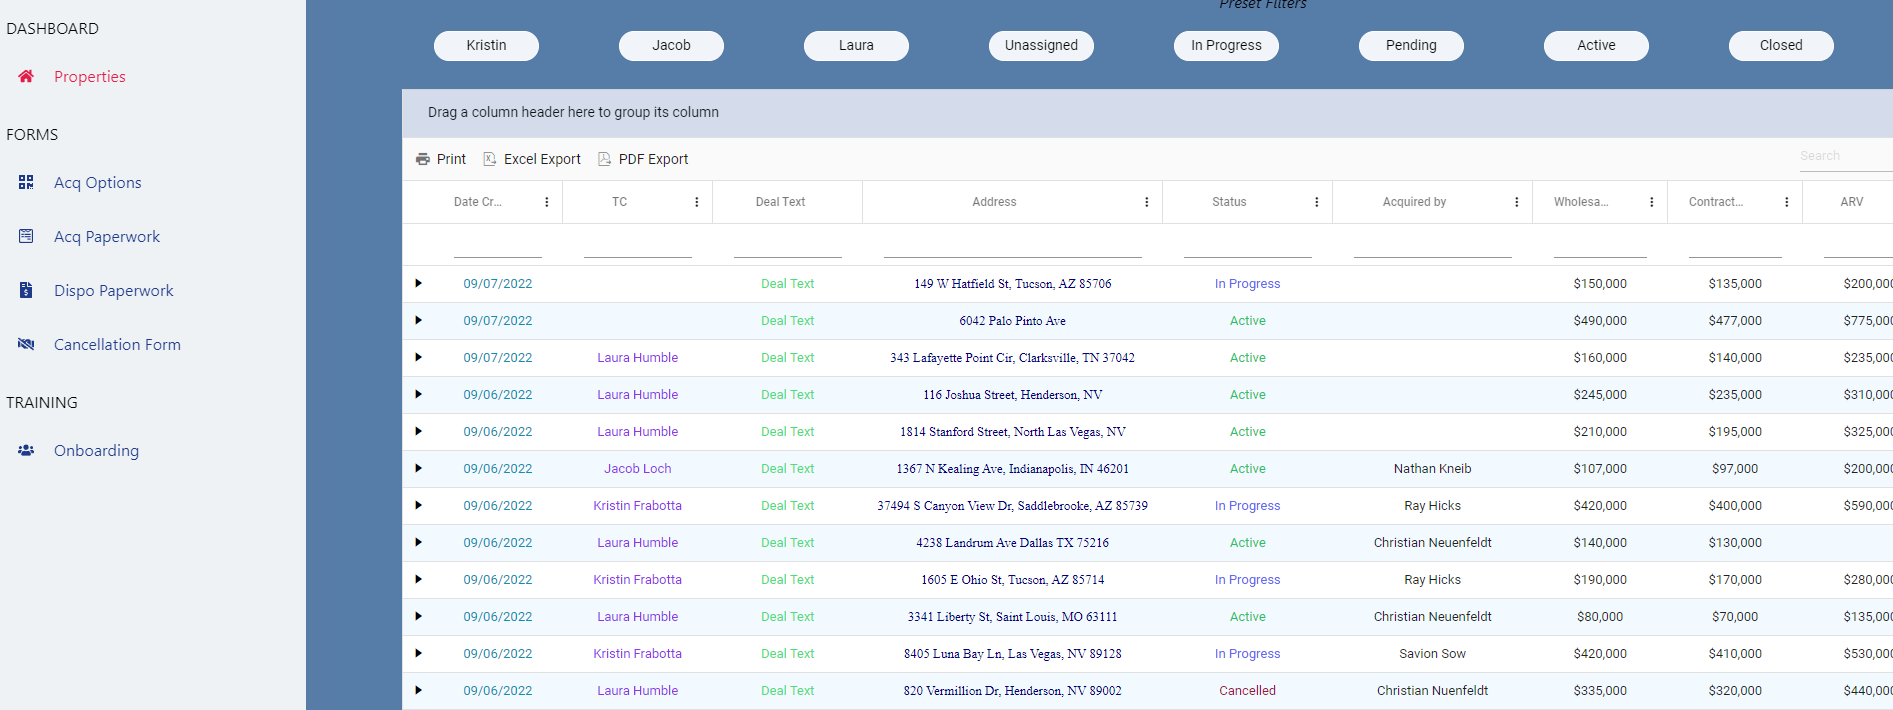 DASHBOARD
Properties
FORMS
Acq Options
Acq Paperwork
Dispo Paperwork
Cancellation Form
TRAINING
Onboarding
Preset Filters
Kristin Jacob Laura Unassigned In Progress Pending Active Closed
Drag a column header here to group its column
Print Excel Export PDF Export Search
Date Cr... TC Deal Text Address Status Acquired by Wholesa... Contract... ARV
09/07/2022 Deal Text 149 W Hatfield St, Tucson, AZ 85706 In Progress $150,000 $135,000 $200,000
09/07/2022 Deal Text 6042 Palo Pinto Ave Active $490,000 $477,000 $775,000
09/07/2022 Laura Humble Deal Text 343 Lafayette Point Cir, Clarksville, TN 37042 Active $160,000 $140,000 $235,000
09/06/2022 Laura Humble Deal Text 116 Joshua Street, Henderson, NV Active $245,000 $235,000 $310,000
09/06/2022 Laura Humble Deal Text 1814 Stanford Street, North Las Vegas, NV Active $210,000 $195,000 $325,000
09/06/2022 Jacob Loch Deal Text 1367 N Kealing Ave, Indianapolis, IN 46201 Active Nathan Kneib $107,000 $97,000 $200,000
09/06/2022 Kristin Frabotta Deal Text 37494 S Canyon View Dr, Saddlebrooke, AZ 85739 In Progress Ray Hicks $420,000 $400,000 $590,000
09/06/2022 Laura Humble Deal Text 4238 Landrum Ave Dallas TX 75216 Active Christian Neuenfeldt $140,000 $130,000
09/06/2022 Kristin Frabotta Deal Text 1605 E Ohio St, Tucson, AZ 85714 In Progress Ray Hicks $190,000 $170,000 $280,000
09/06/2022 Laura Humble Deal Text 3341 Liberty St, Saint Louis, MO 63111 Active Christian Neuenfeldt $80,000 $70,000 $135,000
09/06/2022 Kristin Frabotta Deal Text 8405 Luna Bay Ln, Las Vegas, NV 89128 In Progress Savion Sow $420,000 $410,000 $530,000
09/06/2022 Laura Humble Deal Text 820 Vermillion Dr, Henderson, NV 89002 Cancelled Christian Nuenfeldt $335,000 $320,000 $440,000